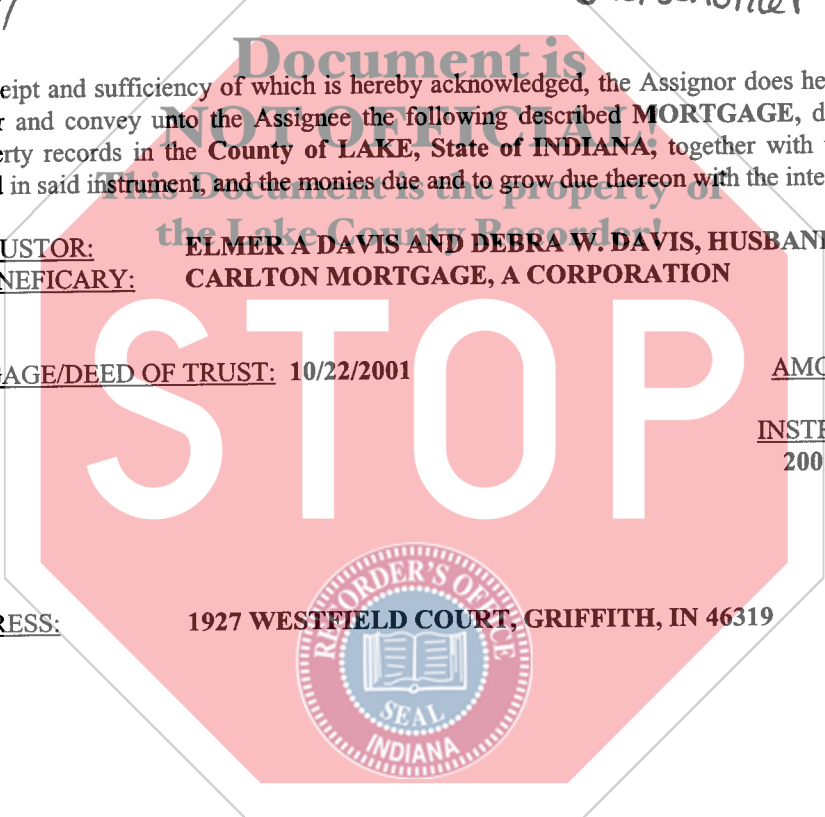 Document is
eipt and sufficiency of which is hereby acknowledged, the Assignor does he
NOT OFFICIAL!
r and convey unto the Assignee the following described MORTGAGE, d
erty records in the County of LAKE, State of INDIANA, together with
in said instrument, and the monies due and to grow due thereon with the inte
This Document is the property of
the Lake County Recorder!
USTOR: ELMER A DAVIS AND DEBRA W. DAVIS, HUSBAN
NEFICARY: CARLTON MORTGAGE, A CORPORATION
STOP
AGE/DEED OF TRUST: 10/22/2001 AMO
INSTR
200
RECORDER'S OFFICE
RESS: 1927 WESTFIELD COURT, GRIFFITH, IN 46319
SEAL
INDIANA